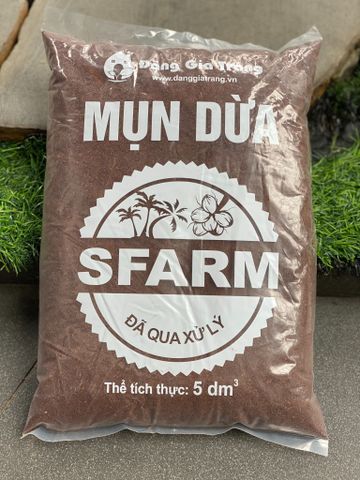 Đặng Gia Trang
www.danggiatrang.vn
MỤN DỪA
SFARM
ĐÃ QUA XỬ LÝ
Thể tích thực: 5 dm³